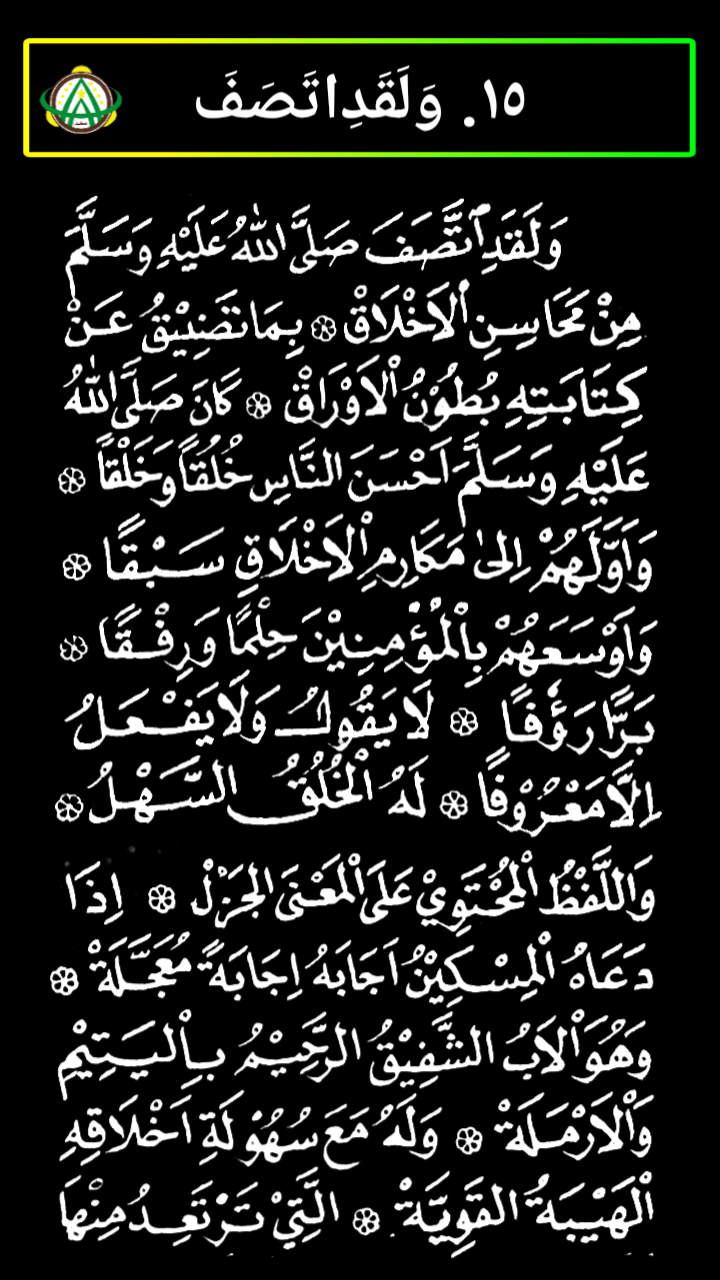 ١٥. وَلَقَدِاتَصَفَ
وَلَقَدِاتَّصَفَ صَلَّى اللهُ عَلَيْهِ وَسَلَّمَ
مِنْ مَحَاسِنِ الْاَخْلَاقْ ۞ بِمَا تَضِيْقُ عَنْ
كِتَابَتِهِ بُطُوْنُ الْاَوْرَاقْ ۞ كَانَ صَلَّى اللهُ
عَلَيْهِ وَسَلَّمَ اَحْسَنَ النَّاسِ خُلُقًا وَخَلْقًا ۞
وَاَوَّلَهُمْ اِلَى مَكَارِمِ الْاَخْلَاقِ سَبْقًا ۞
وَاَوْسَعَهُمْ بِالْمُؤْمِنِيْنَ حِلْمًا وَرِفْقًا ۞
بَرًّا رَؤُفًا ۞ لَا يَقُوْلُ وَلَا يَفْعَلُ
اِلَّا مَعْرُوْفًا ۞ لَهُ الْخُلُقُ السَّهْلُ ۞
وَاللَّفْظُ الْمُحْتَوِيْ عَلَى الْمَعْنَى الْجَزْلْ ۞ اِذَا
دَعَاهُ الْمِسْكِيْنُ اَجَابَهُ اِجَابَةً مُعَجَّلَةْ ۞
وَهُوَ الْاَبُ الشَّفِيْقُ الرَّحِيْمُ بِالْيَتِيْمِ
وَالْاَرْمَلَةْ ۞ وَلَهُ مَعَ سُهُوْلَةِ اَخْلَاقِهِ
الْهَيْبَةُ الْقَوِيَّةْ ۞ الَّتِيْ تَرْتَعِدُ مِنْهَا